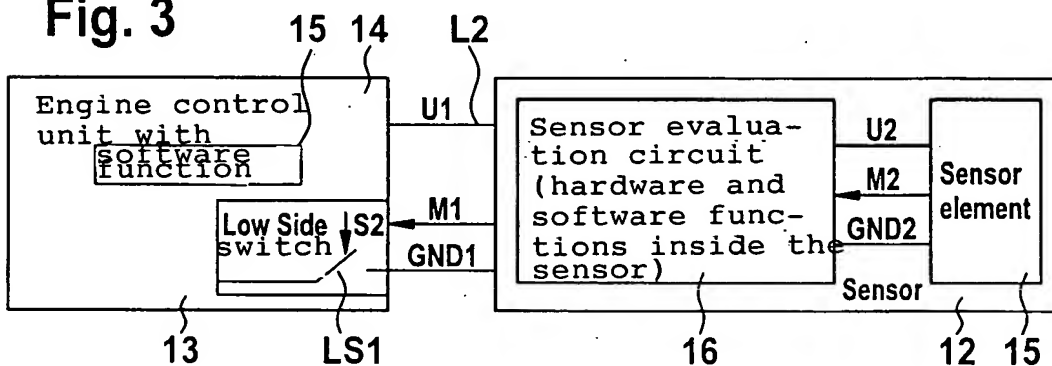 Fig. 3
15
14
L2
Engine control
unit with
software
function
U1
Sensor evalua-
tion circuit
(hardware and
software func-
tions inside the
sensor)
U2
M2
GND2
Sensor
element
Low Side
switch
S2
M1
GND1
Sensor
13
LS1
16
12
15